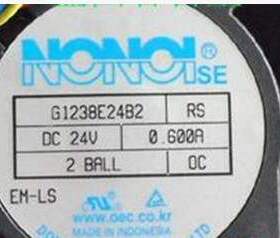 NONOISE®
G1238E24B2 RS
DC 24V 0.600A
2 BALL OC
EM-LS
www.oec.co.kr
MADE IN INDONESIA
LTD